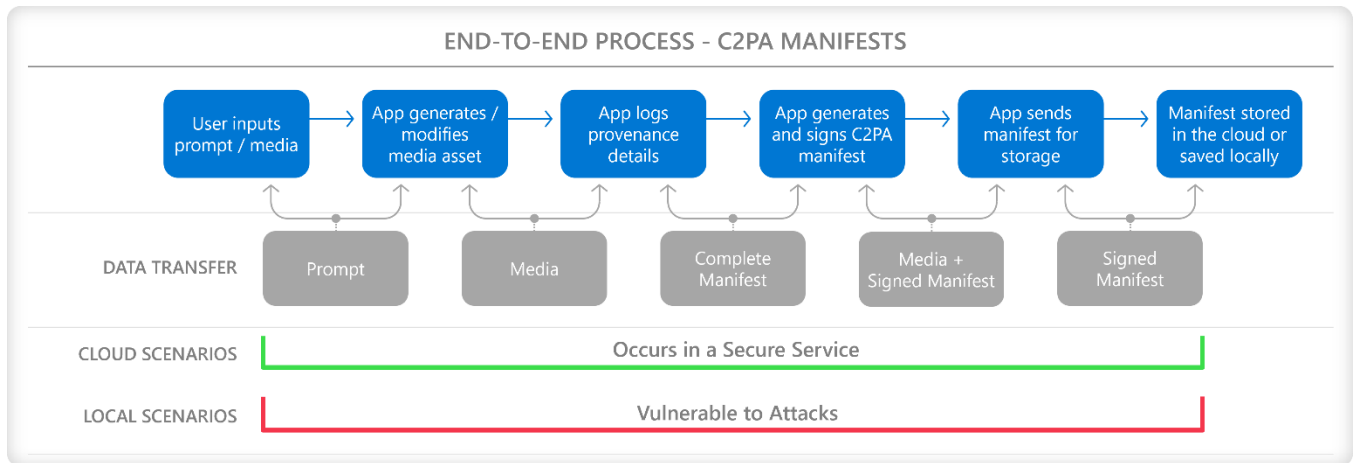 END-TO-END PROCESS - C2PA MANIFESTS
User inputs
prompt / media
App generates /
modifies
media asset
App logs
provenance
details
App generates
and signs C2PA
manifest
App sends
manifest for
storage
Manifest stored
in the cloud or
saved locally
DATA TRANSFER
Prompt
Media
Complete
Manifest
Media +
Signed Manifest
Signed
Manifest
CLOUD SCENARIOS
Occurs in a Secure Service
LOCAL SCENARIOS
Vulnerable to Attacks